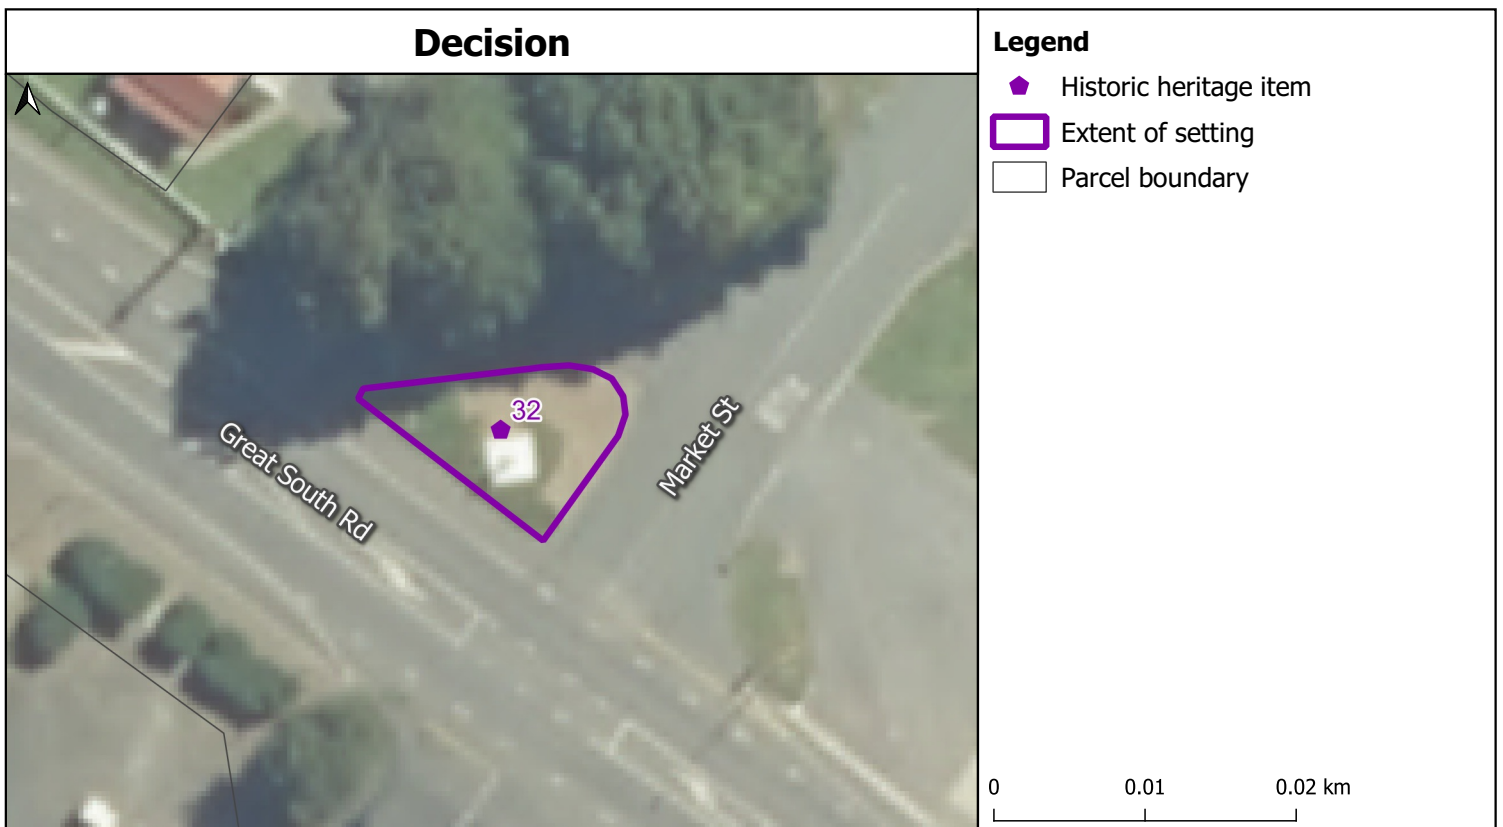 Decision
32
Great South Rd
Market St
Legend
Historic heritage item
Extent of setting
Parcel boundary
0 0.01 0.02 km